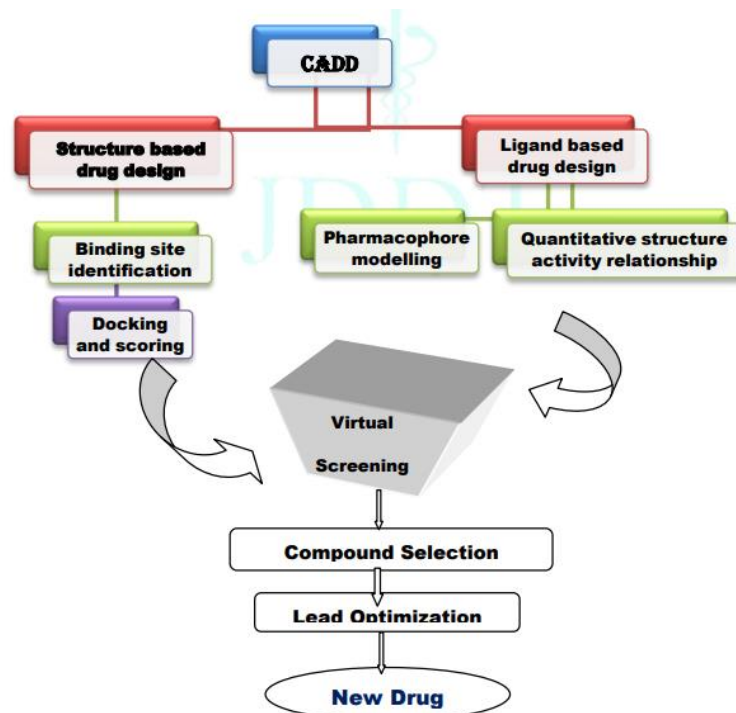 CADD
Structure based
drug design
Ligand based
drug design
Binding site
identification
Pharmacophore
modelling
Quantitative structure
activity relationship
Docking
and scoring
Virtual
Screening
Compound Selection
Lead Optimization
New Drug